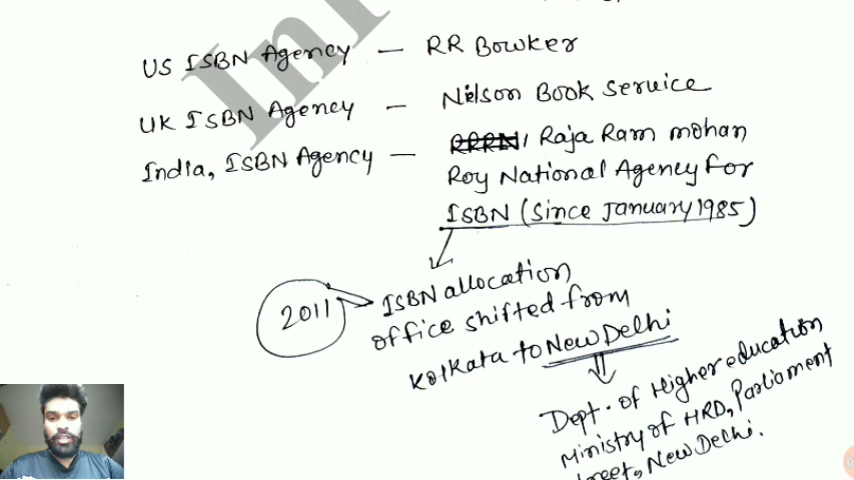 US ISBN Agency — RR Bowker
UK ISBN Agency — Nielson Book Service
India, ISBN Agency — Raja Ram mohan
Roy National Agency For
ISBN (Since January 1985)
2011
ISBN allocation
office shifted from
Kolkata to New Delhi
Dept. of Higher education
Ministry of HRD, Parliament
street, New Delhi.